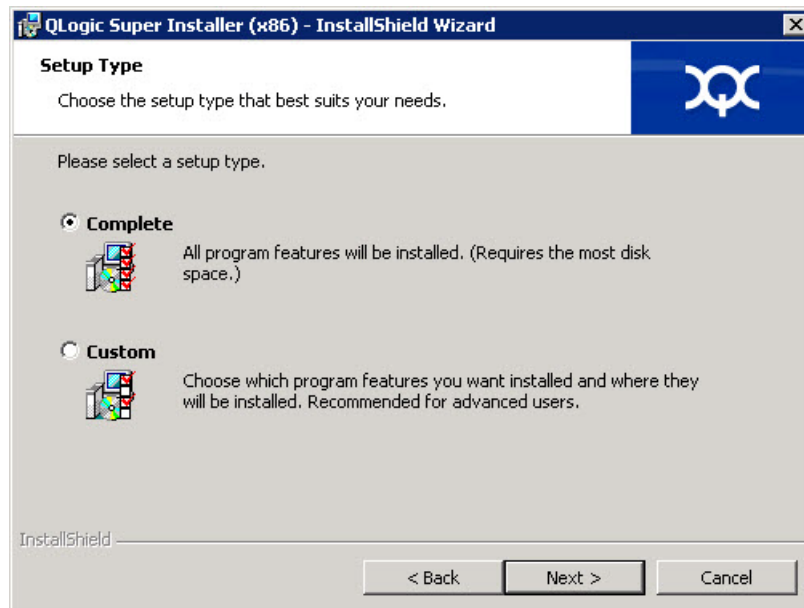 QLogic Super Installer (x86) - InstallShield Wizard
Setup Type
Choose the setup type that best suits your needs.
Please select a setup type.
Complete
All program features will be installed. (Requires the most disk
space.)
Custom
Choose which program features you want installed and where they
will be installed. Recommended for advanced users.
InstallShield
< Back
Next >
Cancel